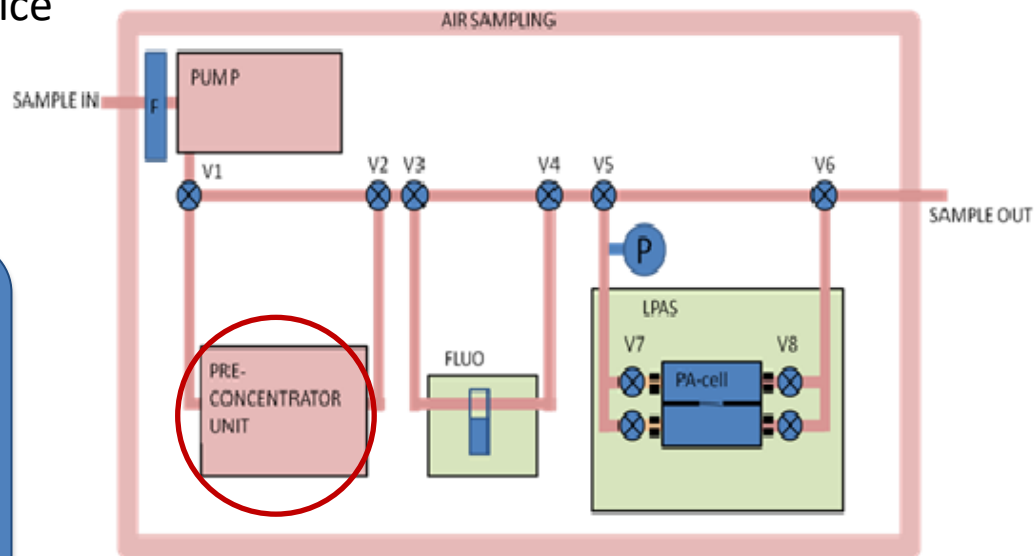 AIR SAMPLING
PUMP
SAMPLE IN
F
V1
V2
V3
V4
V5
V6
SAMPLE OUT
P
LPAS
PRE-
CONCENTRATOR
UNIT
FLUO
V7
V8
PA-cell